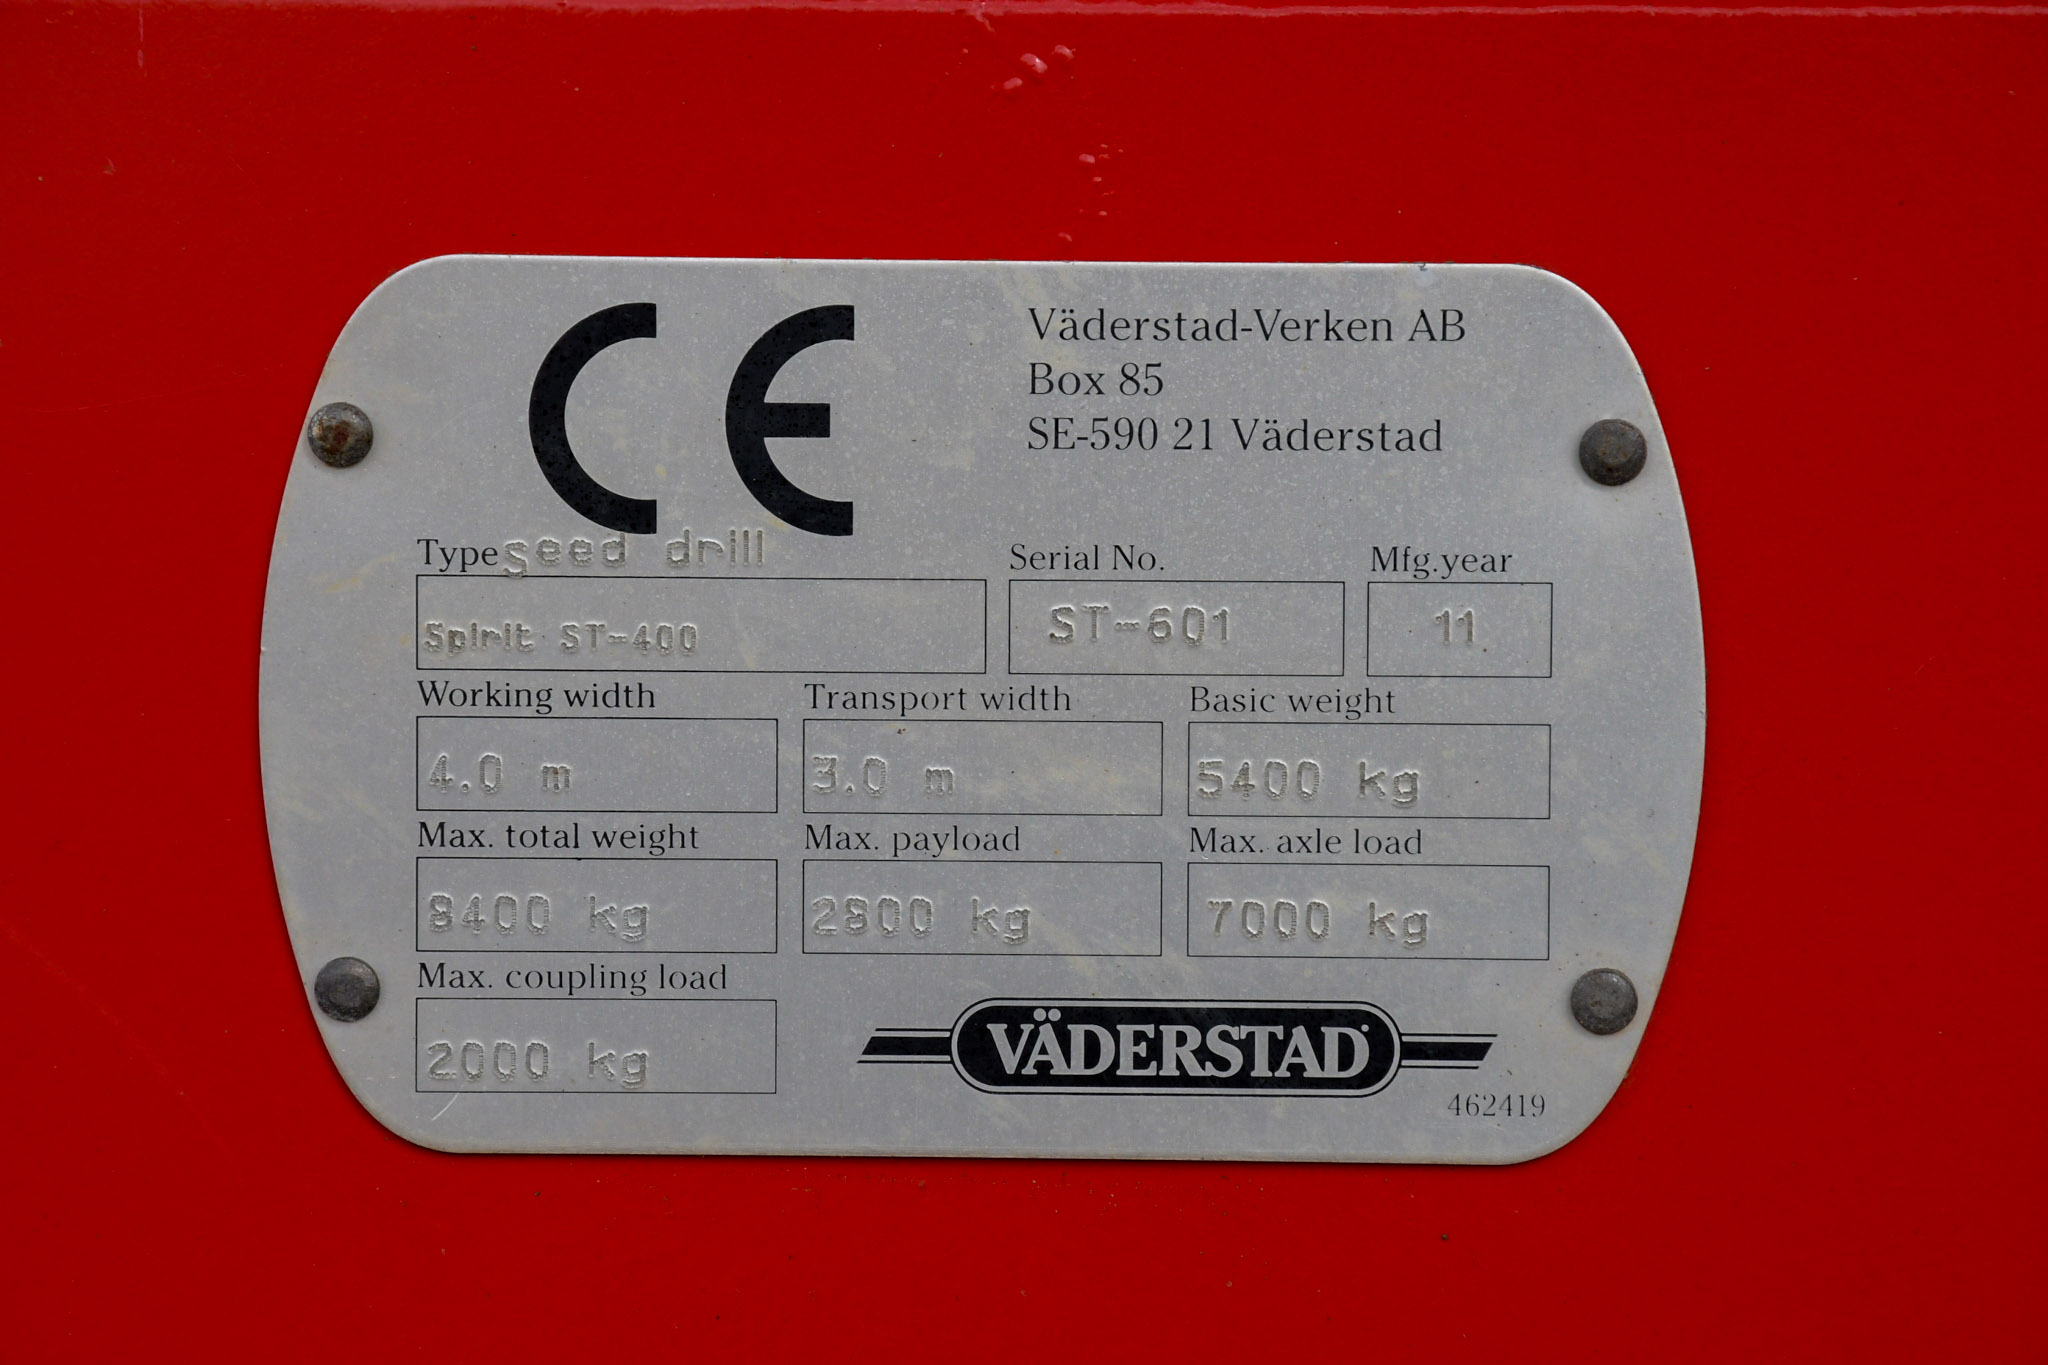 CE
Väderstad-Verken AB
Box 85
SE-590 21 Väderstad
Type seed drill
Spirit ST-400
Serial No.
ST-601
Mfg.year
11
Working width
4.0 m
Transport width
3.0 m
Basic weight
5400 kg
Max. total weight
8400 kg
Max. payload
2800 kg
Max. axle load
7000 kg
Max. coupling load
2000 kg
VÄDERSTAD
462419